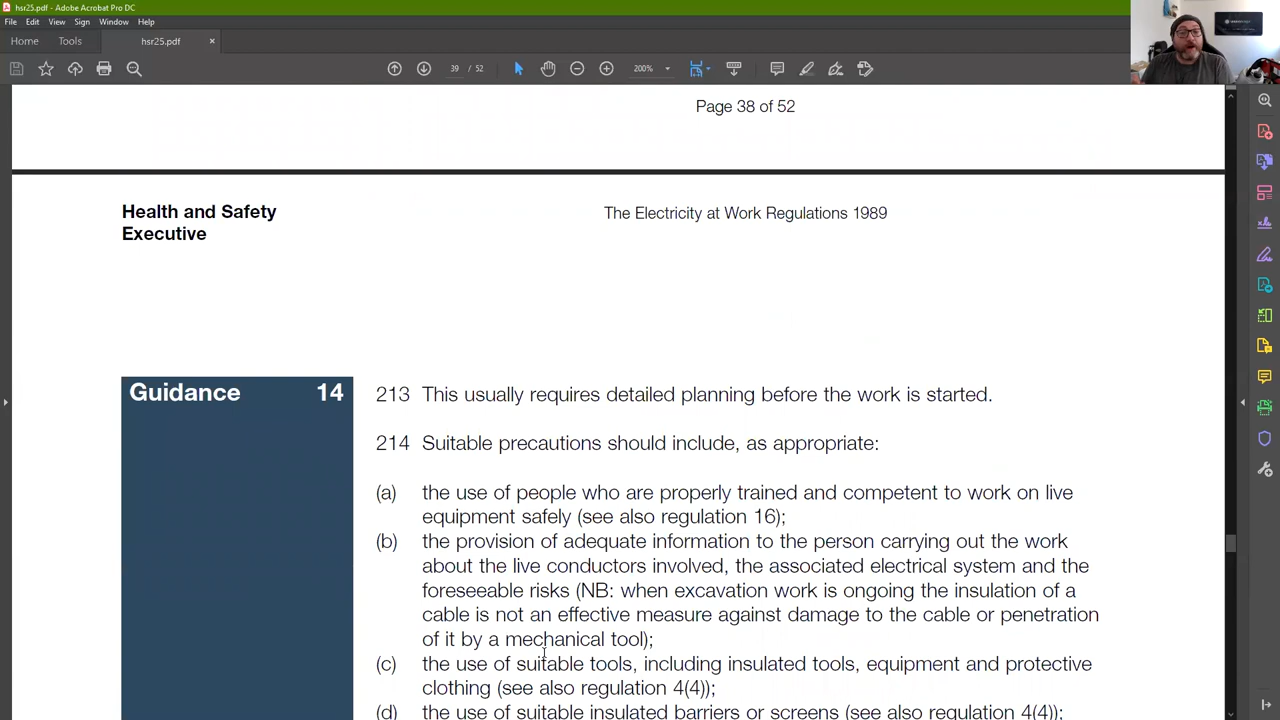 hsr25.pdf - Adobe Acrobat Pro DC
File Edit View Sign Window Help
Home Tools hsr25.pdf ×
39 / 52 200%
Page 38 of 52
Health and Safety
Executive
The Electricity at Work Regulations 1989
Guidance 14
213 This usually requires detailed planning before the work is started.
214 Suitable precautions should include, as appropriate:
(a) the use of people who are properly trained and competent to work on live
equipment safely (see also regulation 16);
(b) the provision of adequate information to the person carrying out the work
about the live conductors involved, the associated electrical system and the
foreseeable risks (NB: when excavation work is ongoing the insulation of a
cable is not an effective measure against damage to the cable or penetration
of it by a mechanical tool);
(c) the use of suitable tools, including insulated tools, equipment and protective
clothing (see also regulation 4(4));
(d) the use of suitable insulated barriers or screens (see also regulation 4(4));